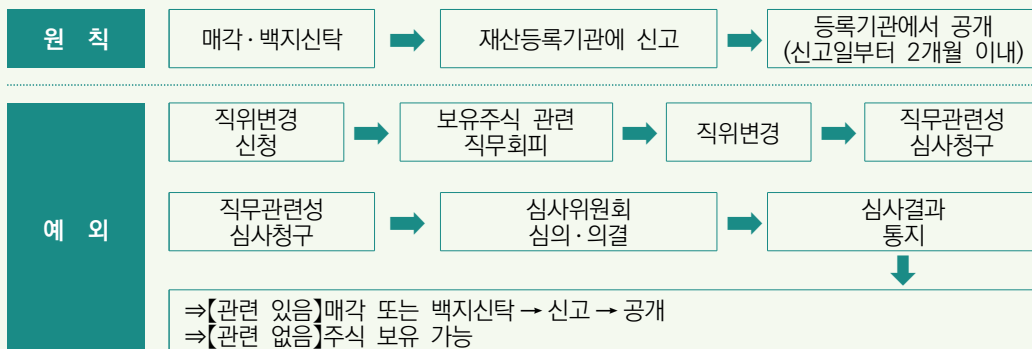 원 칙
매각·백지신탁
재산등록기관에 신고
등록기관에서 공개
(신고일부터 2개월 이내)
예 외
직위변경
신청
보유주식 관련
직무회피
직위변경
직무관련성
심사청구
직무관련성
심사청구
심사위원회
심의·의결
심사결과
통지
⇒【관련 있음】매각 또는 백지신탁 → 신고 → 공개
⇒【관련 없음】주식 보유 가능